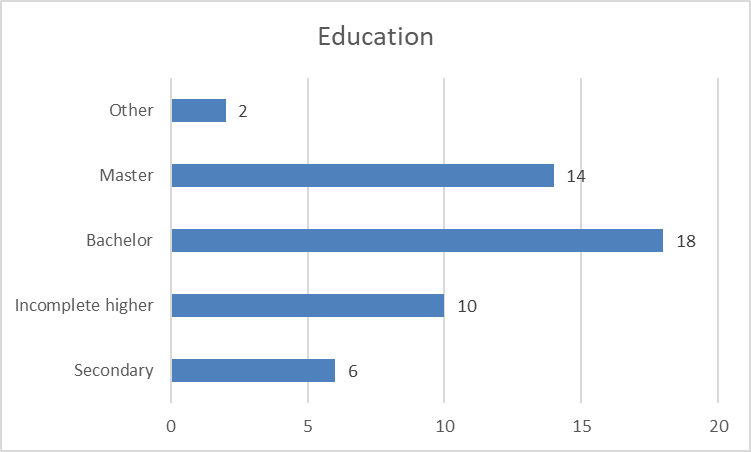 Education
Other 2
Master 14
Bachelor 18
Incomplete higher 10
Secondary 6
0 5 10 15 20